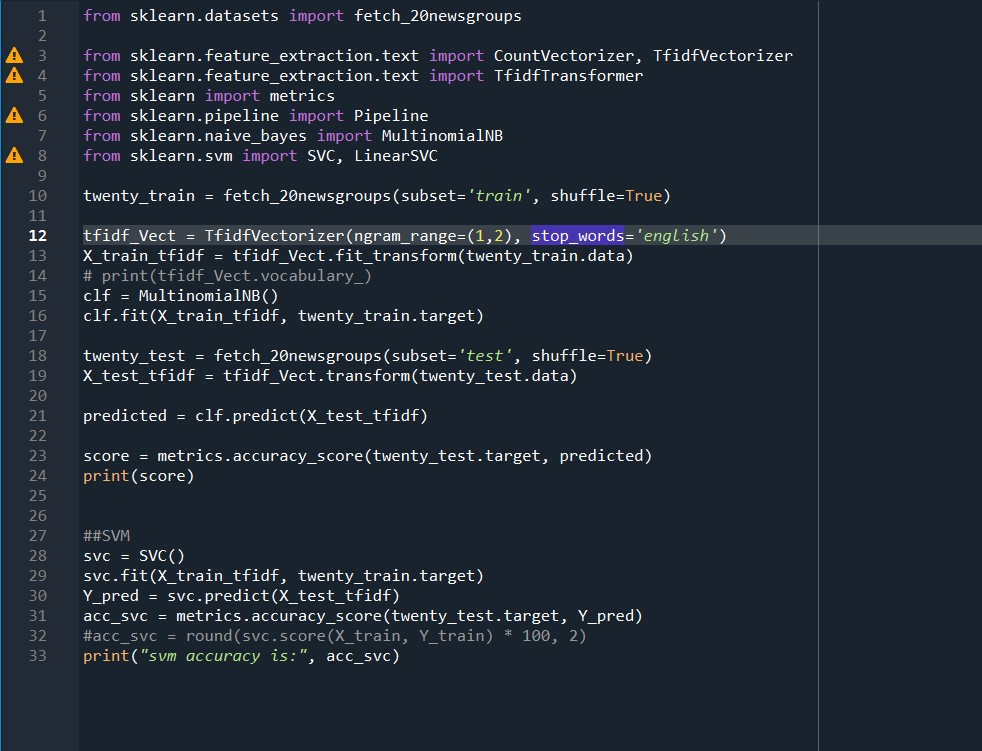 1 from sklearn.datasets import fetch_20newsgroups
2
3 from sklearn.feature_extraction.text import CountVectorizer, TfidfVectorizer
4 from sklearn.feature_extraction.text import TfidfTransformer
5 from sklearn import metrics
6 from sklearn.pipeline import Pipeline
7 from sklearn.naive_bayes import MultinomialNB
8 from sklearn.svm import SVC, LinearSVC
9
10 twenty_train = fetch_20newsgroups(subset='train', shuffle=True)
11
12 tfidf_Vect = TfidfVectorizer(ngram_range=(1,2), stop_words='english')
13 X_train_tfidf = tfidf_Vect.fit_transform(twenty_train.data)
14 # print(tfidf_Vect.vocabulary_)
15 clf = MultinomialNB()
16 clf.fit(X_train_tfidf, twenty_train.target)
17
18 twenty_test = fetch_20newsgroups(subset='test', shuffle=True)
19 X_test_tfidf = tfidf_Vect.transform(twenty_test.data)
20
21 predicted = clf.predict(X_test_tfidf)
22
23 score = metrics.accuracy_score(twenty_test.target, predicted)
24 print(score)
25
26
27 ##SVM
28 svc = SVC()
29 svc.fit(X_train_tfidf, twenty_train.target)
30 Y_pred = svc.predict(X_test_tfidf)
31 acc_svc = metrics.accuracy_score(twenty_test.target, Y_pred)
32 #acc_svc = round(svc.score(X_train, Y_train) * 100, 2)
33 print("svm accuracy is:", acc_svc)